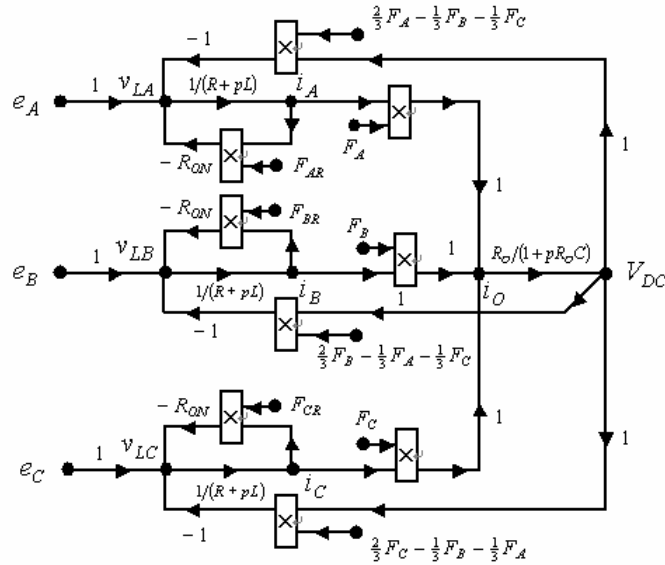 2/3 F_A − 1/3 F_B − 1/3 F_C
−1
×
1 v_LA 1/(R+pL) i_A
e_A
×
F_A
−R_ON × F_AR
1
1
−R_ON × F_BR
F_B
v_LB
1 × 1 R_O/(1+pR_OC)
e_B
1/(R+pL) i_B 1 i_O V_DC
−1 ×
2/3 F_B − 1/3 F_A − 1/3 F_C
−R_ON × F_CR
F_C
1
1
v_LC
1 ×
e_C
1/(R+pL) i_C
−1 ×
2/3 F_C − 1/3 F_B − 1/3 F_A